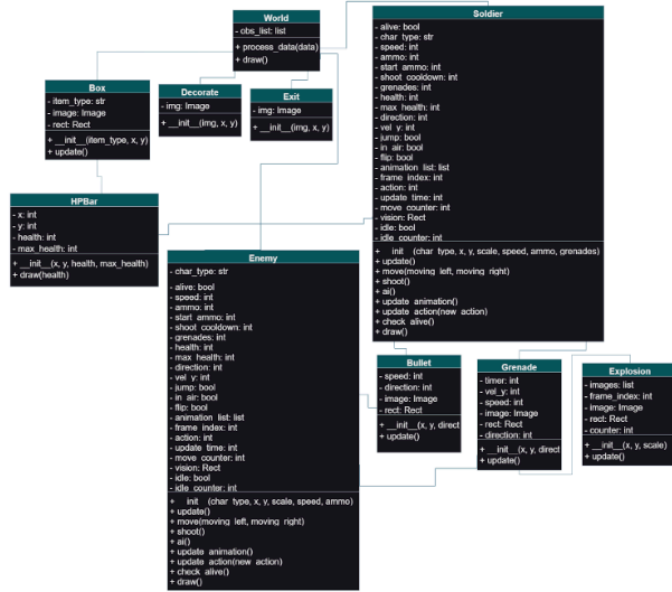 World
- obs_list: list
+ process_data(data)
+ draw()
Soldier
- alive: bool
- char_type: str
- speed: int
- ammo: int
- start_ammo: int
- shoot_cooldown: int
- grenades: int
- health: int
- max_health: int
- direction: int
- vel_y: int
- jump: bool
- in_air: bool
- flip: bool
- animation_list: list
- frame_index: int
- action: int
- update_time: int
- move_counter: int
- vision: Rect
- idle: bool
- idle_counter: int
+ __init__(char_type, x, y, scale, speed, ammo, grenades)
+ update()
+ move(moving_left, moving_right)
+ shoot()
+ ai()
+ update_animation()
+ update_action(new_action)
+ check_alive()
+ draw()
Box
- item_type: str
- image: Image
- rect: Rect
+ __init__(item_type, x, y)
+ update()
Decorate
- img: Image
+ __init__(img, x, y)
Exit
- img: Image
+ __init__(img, x, y)
HPBar
- x: int
- y: int
- health: int
- max_health: int
+ __init__(x, y, health, max_health)
+ draw(health)
Enemy
- char_type: str
- alive: bool
- speed: int
- ammo: int
- start_ammo: int
- shoot_cooldown: int
- grenades: int
- health: int
- max_health: int
- direction: int
- vel_y: int
- jump: bool
- in_air: bool
- flip: bool
- animation_list: list
- frame_index: int
- action: int
- update_time: int
- move_counter: int
- vision: Rect
- idle: bool
- idle_counter: int
+ __init__(char_type, x, y, scale, speed, ammo)
+ update()
+ move(moving_left, moving_right)
+ shoot()
+ ai()
+ update_animation()
+ update_action(new_action)
+ check_alive()
+ draw()
Bullet
- speed: int
- direction: int
- image: Image
- rect: Rect
+ __init__(x, y, direct
+ update()
Grenade
- timer: int
- vel_y: int
- speed: int
- image: Image
- rect: Rect
- direction: int
+ __init__(x, y, direct
+ update()
Explosion
- images: list
- frame_index: int
- image: Image
- rect: Rect
- counter: int
+ __init__(x, y, scale)
+ update()